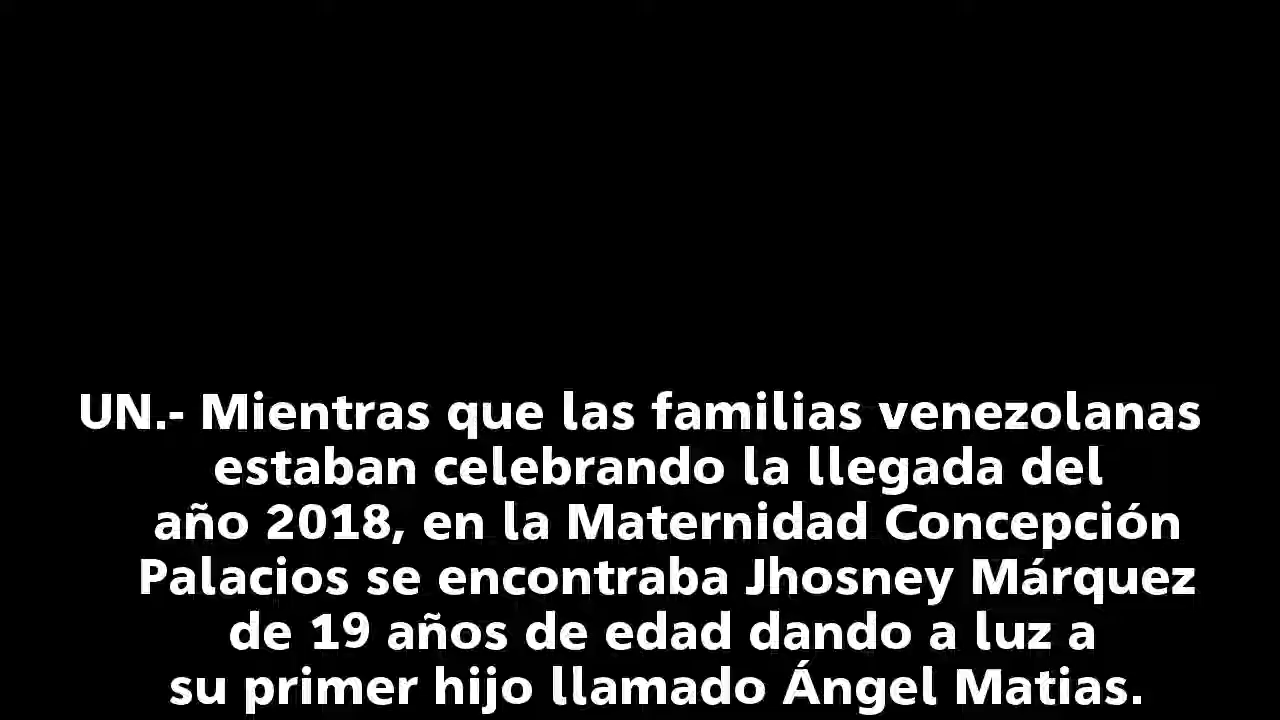 UN.- Mientras que las familias venezolanas
estaban celebrando la llegada del
año 2018, en la Maternidad Concepción
Palacios se encontraba Jhosney Márquez
de 19 años de edad dando a luz a
su primer hijo llamado Ángel Matias.